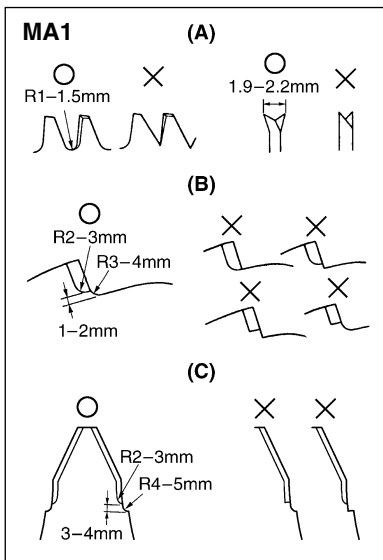 MA1
(A)
R1–1.5mm
1.9–2.2mm
(B)
R2–3mm
R3–4mm
1–2mm
(C)
R2–3mm
R4–5mm
3–4mm